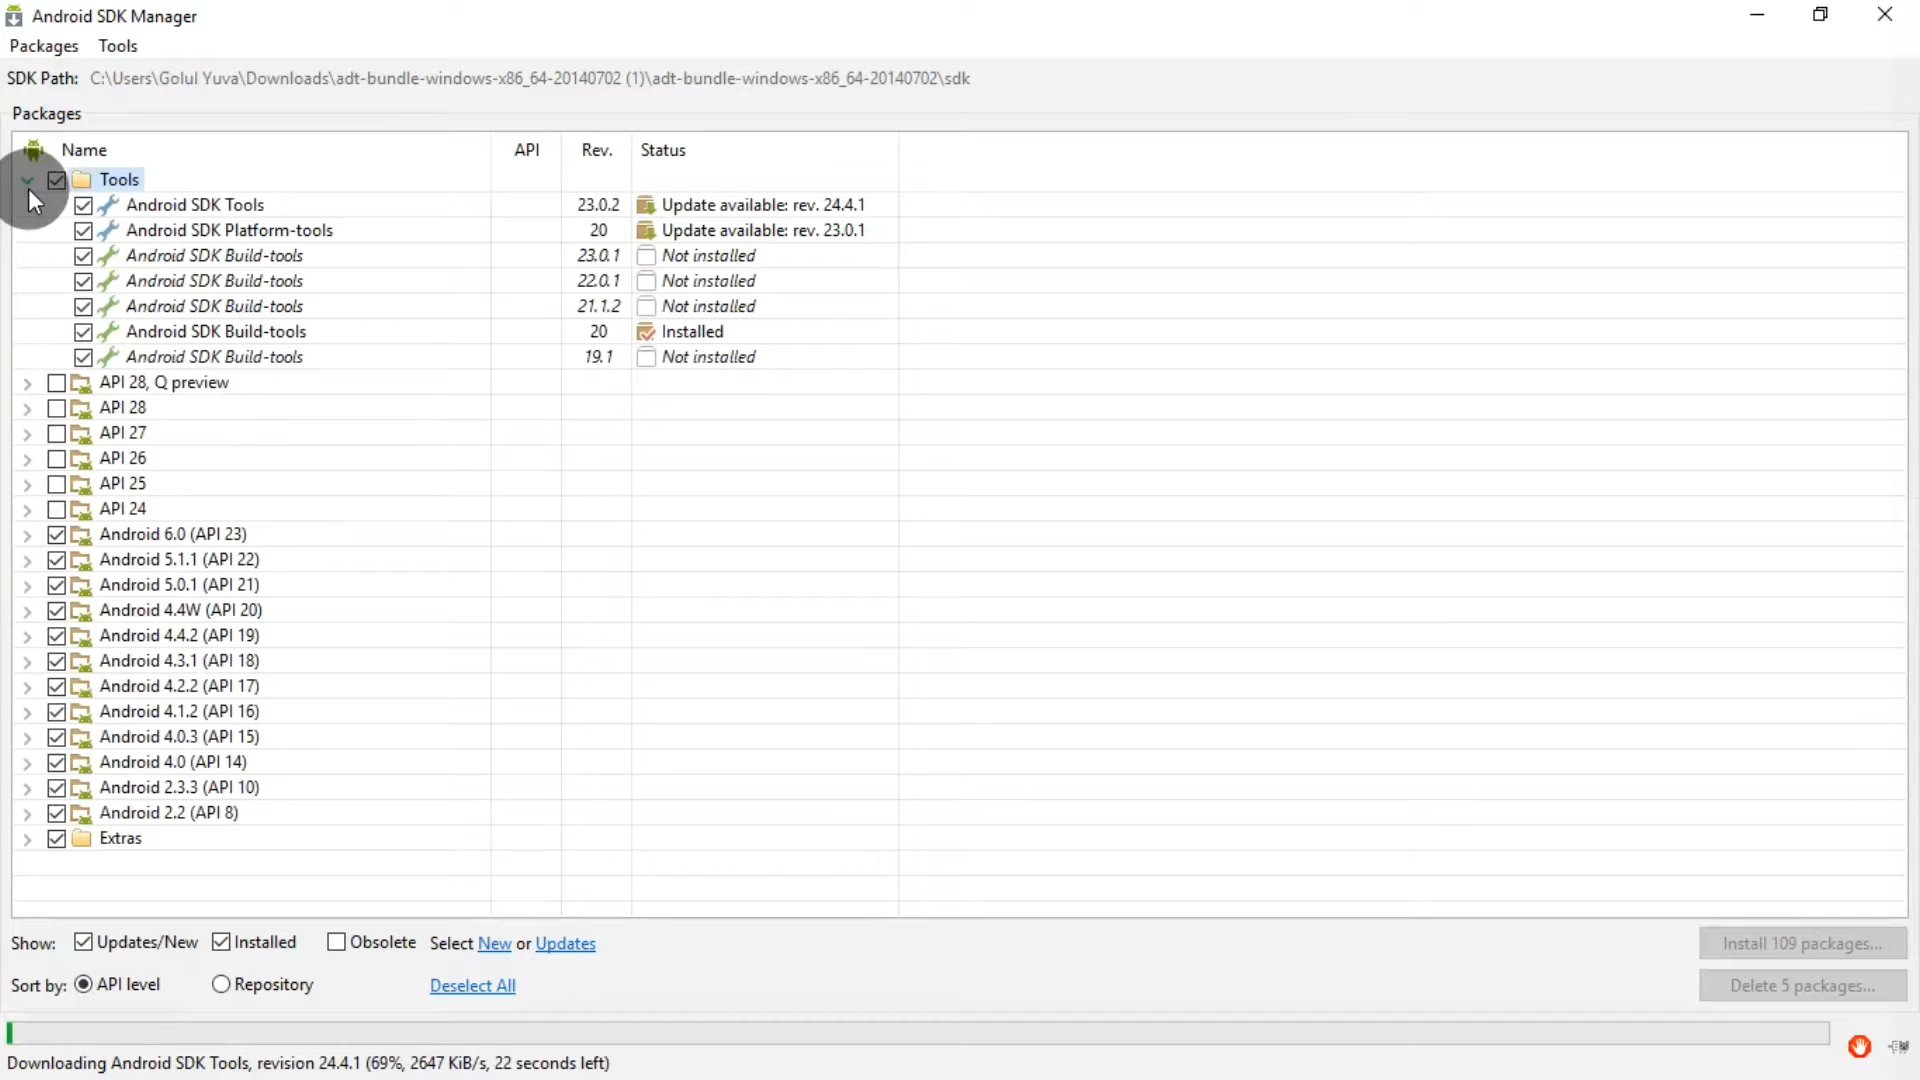 Android SDK Manager
Packages Tools
SDK Path: C:\Users\Golul Yuva\Downloads\adt-bundle-windows-x86_64-20140702 (1)\adt-bundle-windows-x86_64-20140702\sdk
Packages
Name API Rev. Status
Tools
Android SDK Tools 23.0.2 Update available: rev. 24.4.1
Android SDK Platform-tools 20 Update available: rev. 23.0.1
Android SDK Build-tools 23.0.1 Not installed
Android SDK Build-tools 22.0.1 Not installed
Android SDK Build-tools 21.1.2 Not installed
Android SDK Build-tools 20 Installed
Android SDK Build-tools 19.1 Not installed
API 28, Q preview
API 28
API 27
API 26
API 25
API 24
Android 6.0 (API 23)
Android 5.1.1 (API 22)
Android 5.0.1 (API 21)
Android 4.4W (API 20)
Android 4.4.2 (API 19)
Android 4.3.1 (API 18)
Android 4.2.2 (API 17)
Android 4.1.2 (API 16)
Android 4.0.3 (API 15)
Android 4.0 (API 14)
Android 2.3.3 (API 10)
Android 2.2 (API 8)
Extras
Show: Updates/New Installed Obsolete Select New or Updates Install 109 packages...
Sort by: API level Repository Deselect All Delete 5 packages...
Downloading Android SDK Tools, revision 24.4.1 (69%, 2647 KiB/s, 22 seconds left)